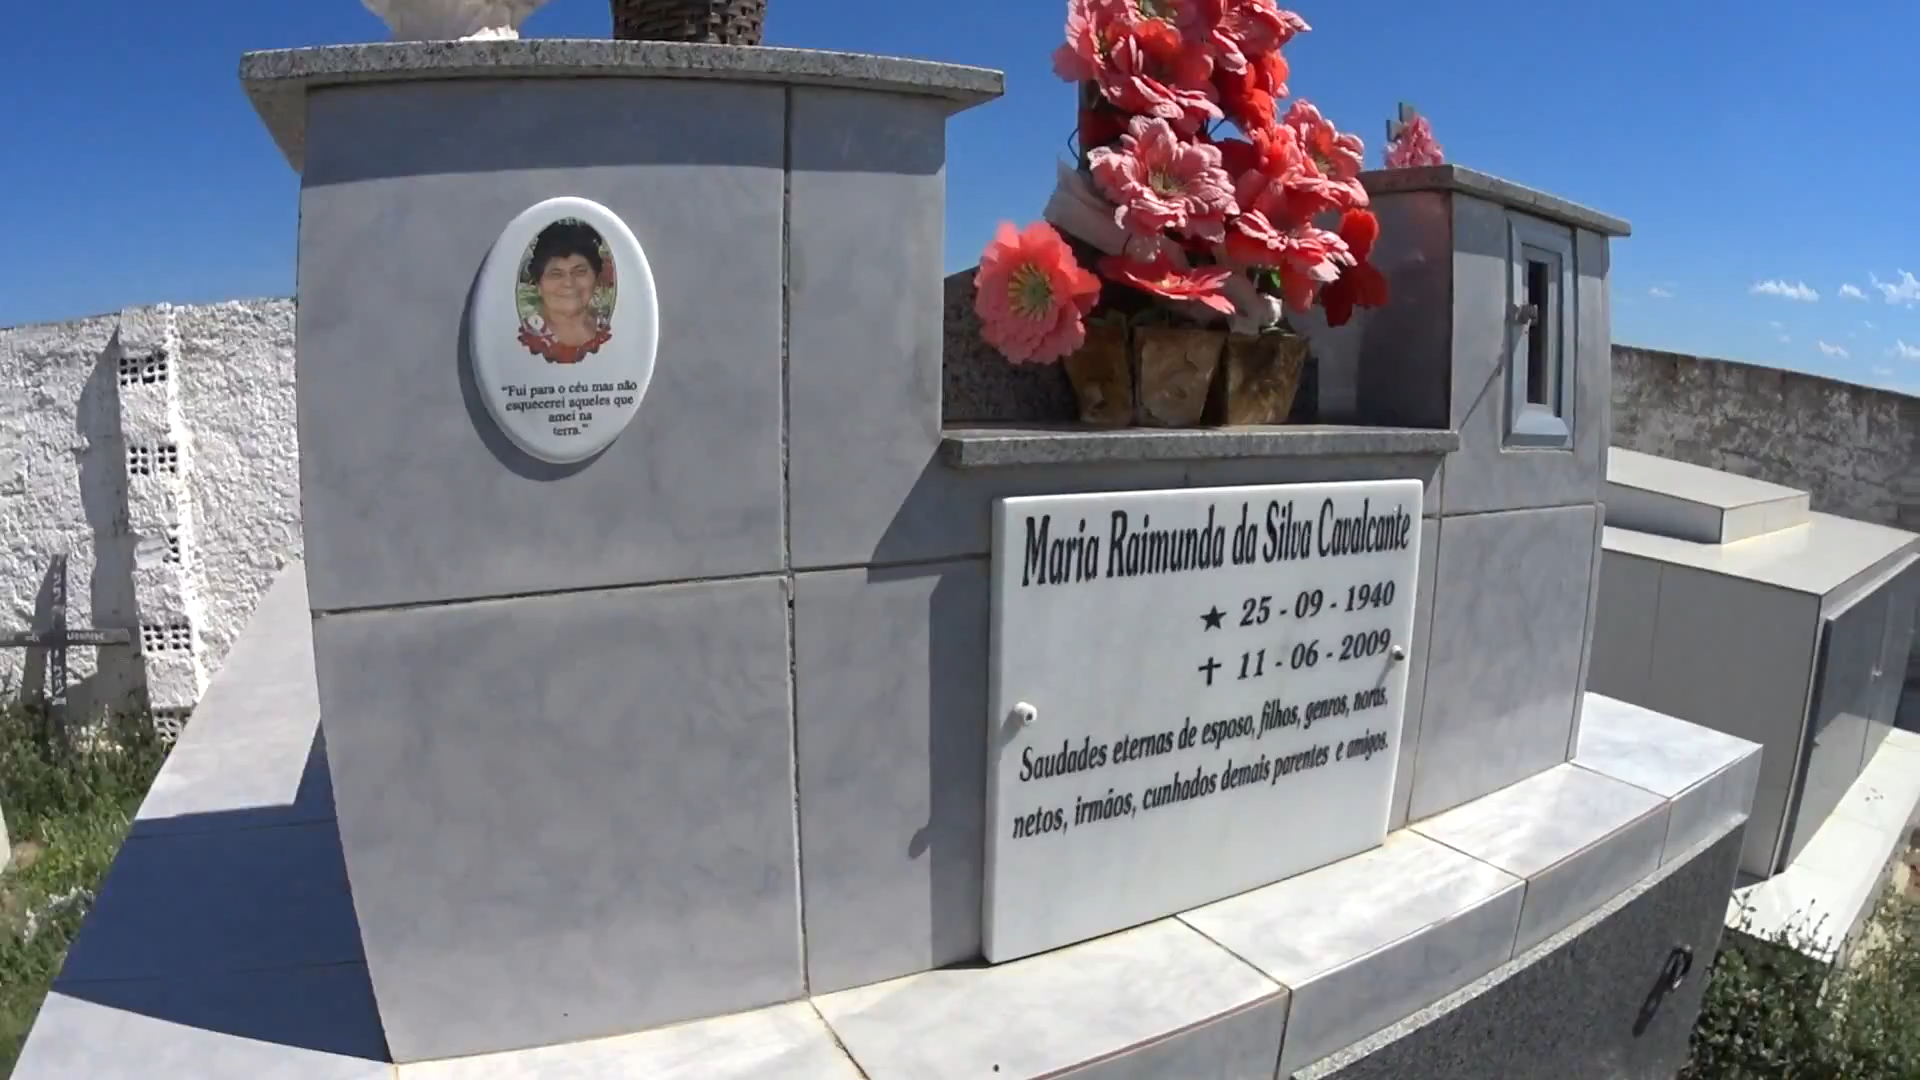 "Fui para o céu mas não
esquecerei aqueles que
amei na
terra."
Maria Raimunda da Silva Cavalcante
★ 25 - 09 - 1940
✝ 11 - 06 - 2009
Saudades eternas de esposo, filhos, genros, noras,
netos, irmãos, cunhados demais parentes e amigos.